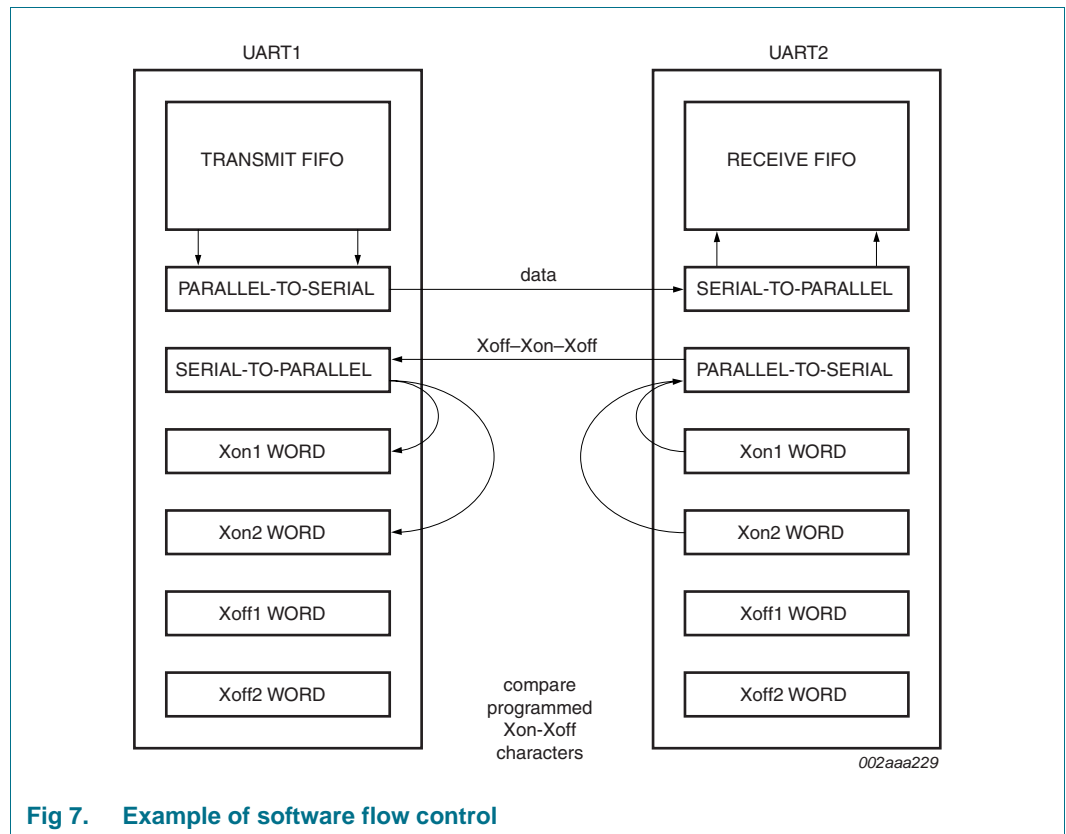 UART1
UART2
TRANSMIT FIFO
RECEIVE FIFO
PARALLEL-TO-SERIAL
data
SERIAL-TO-PARALLEL
Xoff–Xon–Xoff
SERIAL-TO-PARALLEL
PARALLEL-TO-SERIAL
Xon1 WORD
Xon1 WORD
Xon2 WORD
Xon2 WORD
Xoff1 WORD
Xoff1 WORD
Xoff2 WORD
Xoff2 WORD
compare
programmed
Xon-Xoff
characters
002aaa229
Fig 7. Example of software flow control